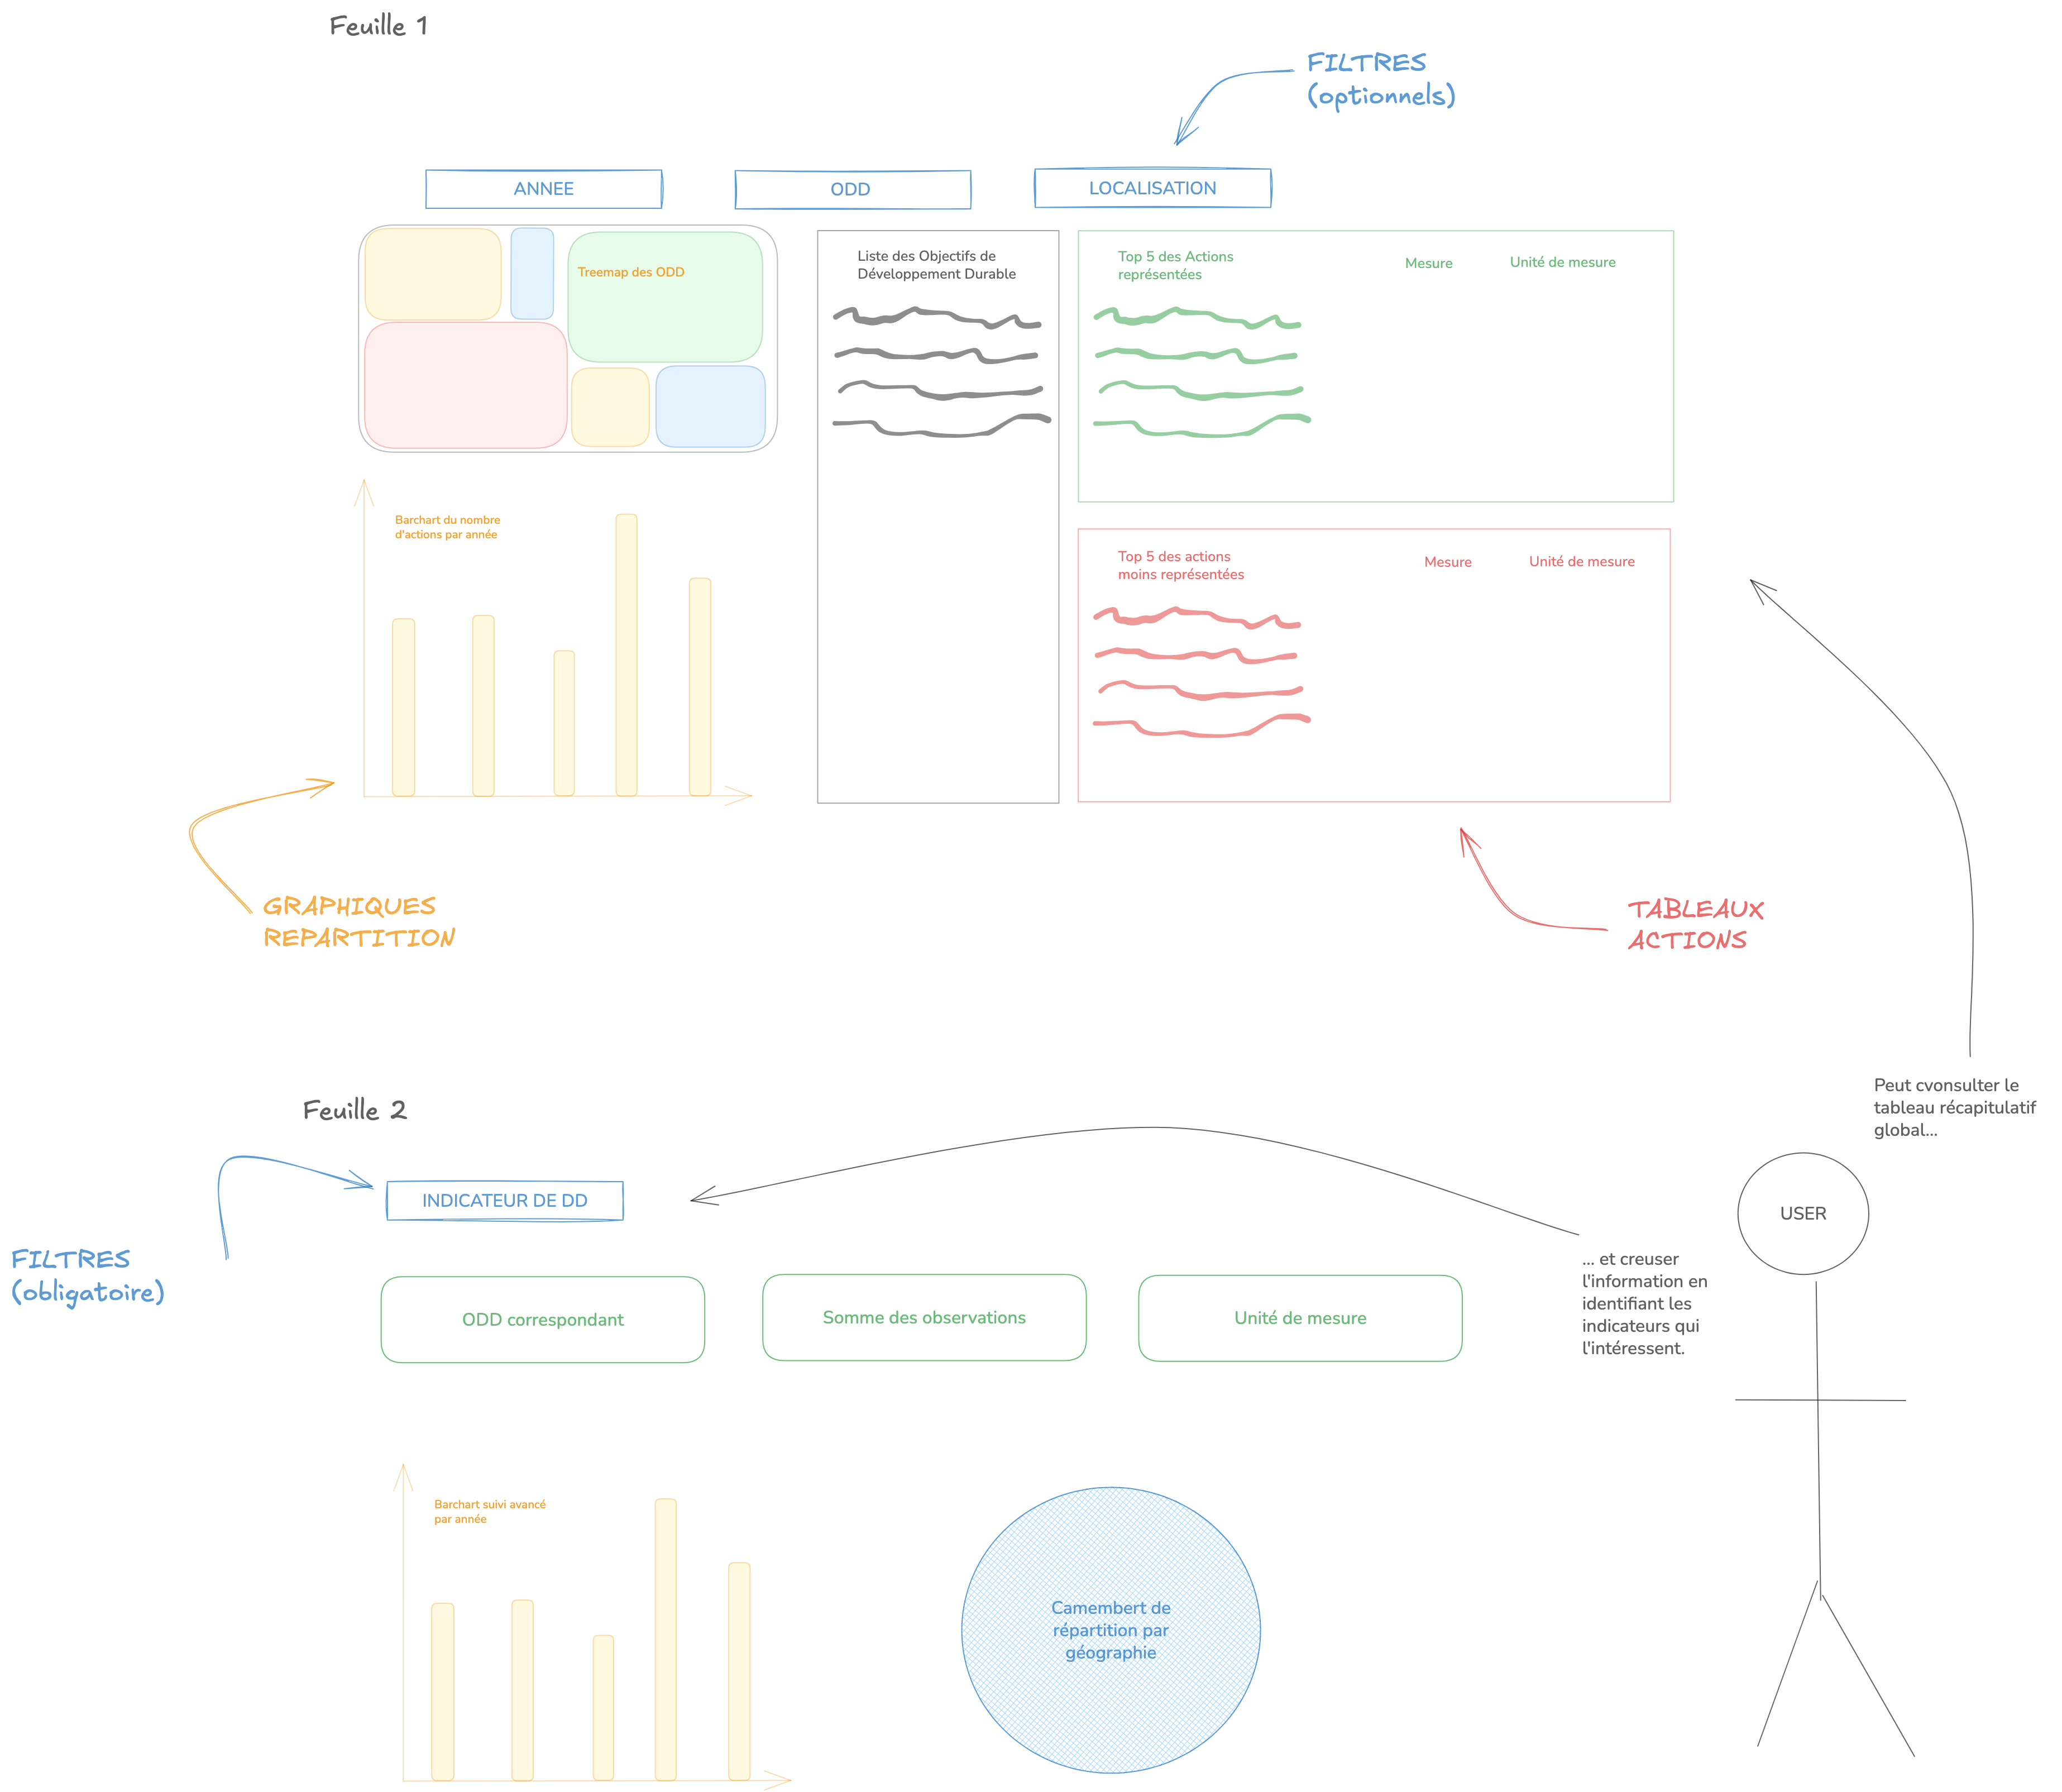 Feuille 1
FILTRES
(optionnels)
ANNEE
ODD
LOCALISATION
Treemap des ODD
Liste des Objectifs de
Développement Durable
Top 5 des Actions
représentées
Mesure
Unité de mesure
Barchart du nombre
d'actions par année
Top 5 des actions
moins représentées
Mesure
Unité de mesure
GRAPHIQUES
REPARTITION
TABLEAUX
ACTIONS
Peut cvonsulter le
tableau récapitulatif
global...
Feuille 2
INDICATEUR DE DD
USER
FILTRES
(obligatoire)
... et creuser
l'information en
identifiant les
indicateurs qui
l'intéressent.
ODD correspondant
Somme des observations
Unité de mesure
Barchart suivi avancé
par année
Camembert de
répartition par
géographie